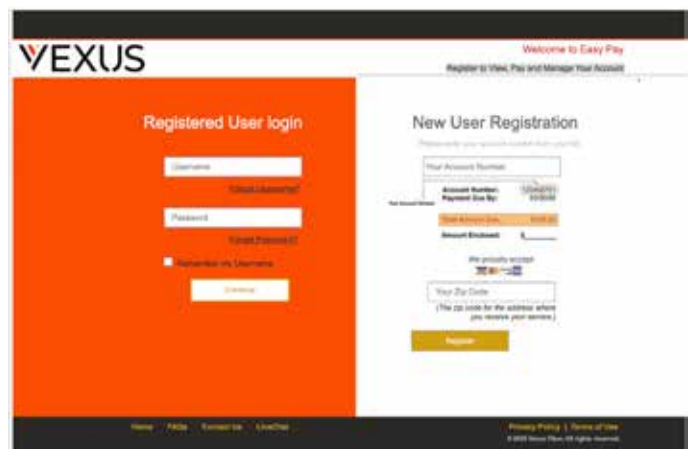 VEXUS
Welcome to Easy Pay
Register to View, Pay and Manage Your Account
Registered User login
Username
Forgot Username?
Password
Forgot Password?
Remember my Username
Continue
New User Registration
Your Account Number
Account Number:
Payment Due By:
Total Amount Due
Amount Enclosed: $
We proudly accept
Your Zip Code
(The zip code for the address where
you receive your service.)
Register
Home FAQs Contact Us LiveChat
Privacy Policy | Terms of Use